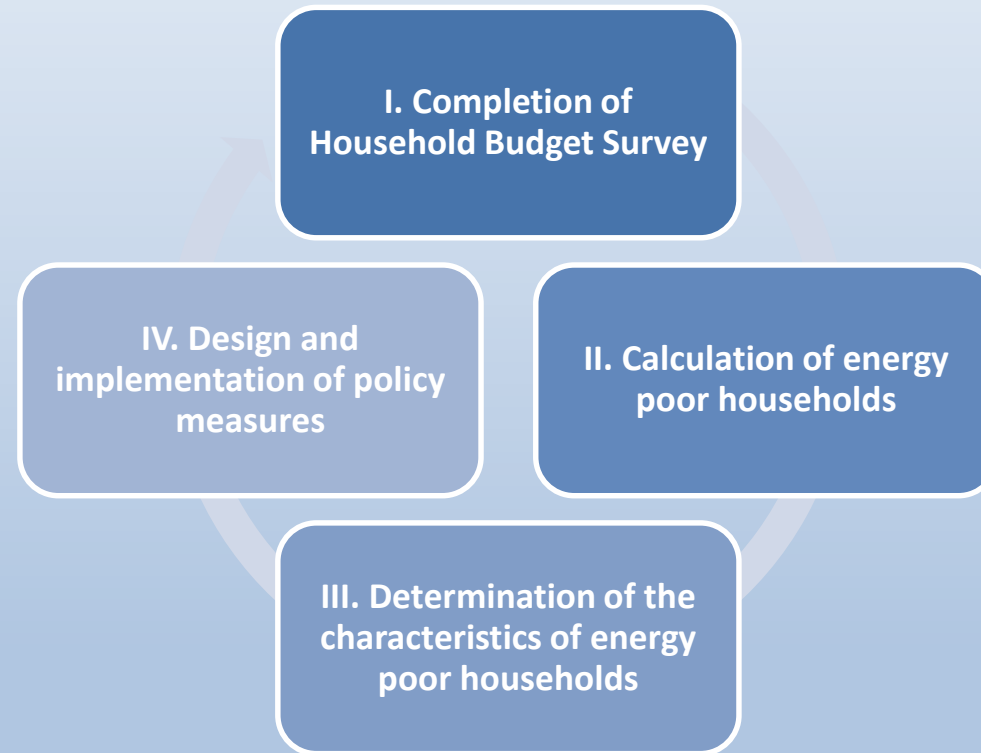 I. Completion of
Household Budget Survey
II. Calculation of energy
poor households
III. Determination of the
characteristics of energy
poor households
IV. Design and
implementation of policy
measures